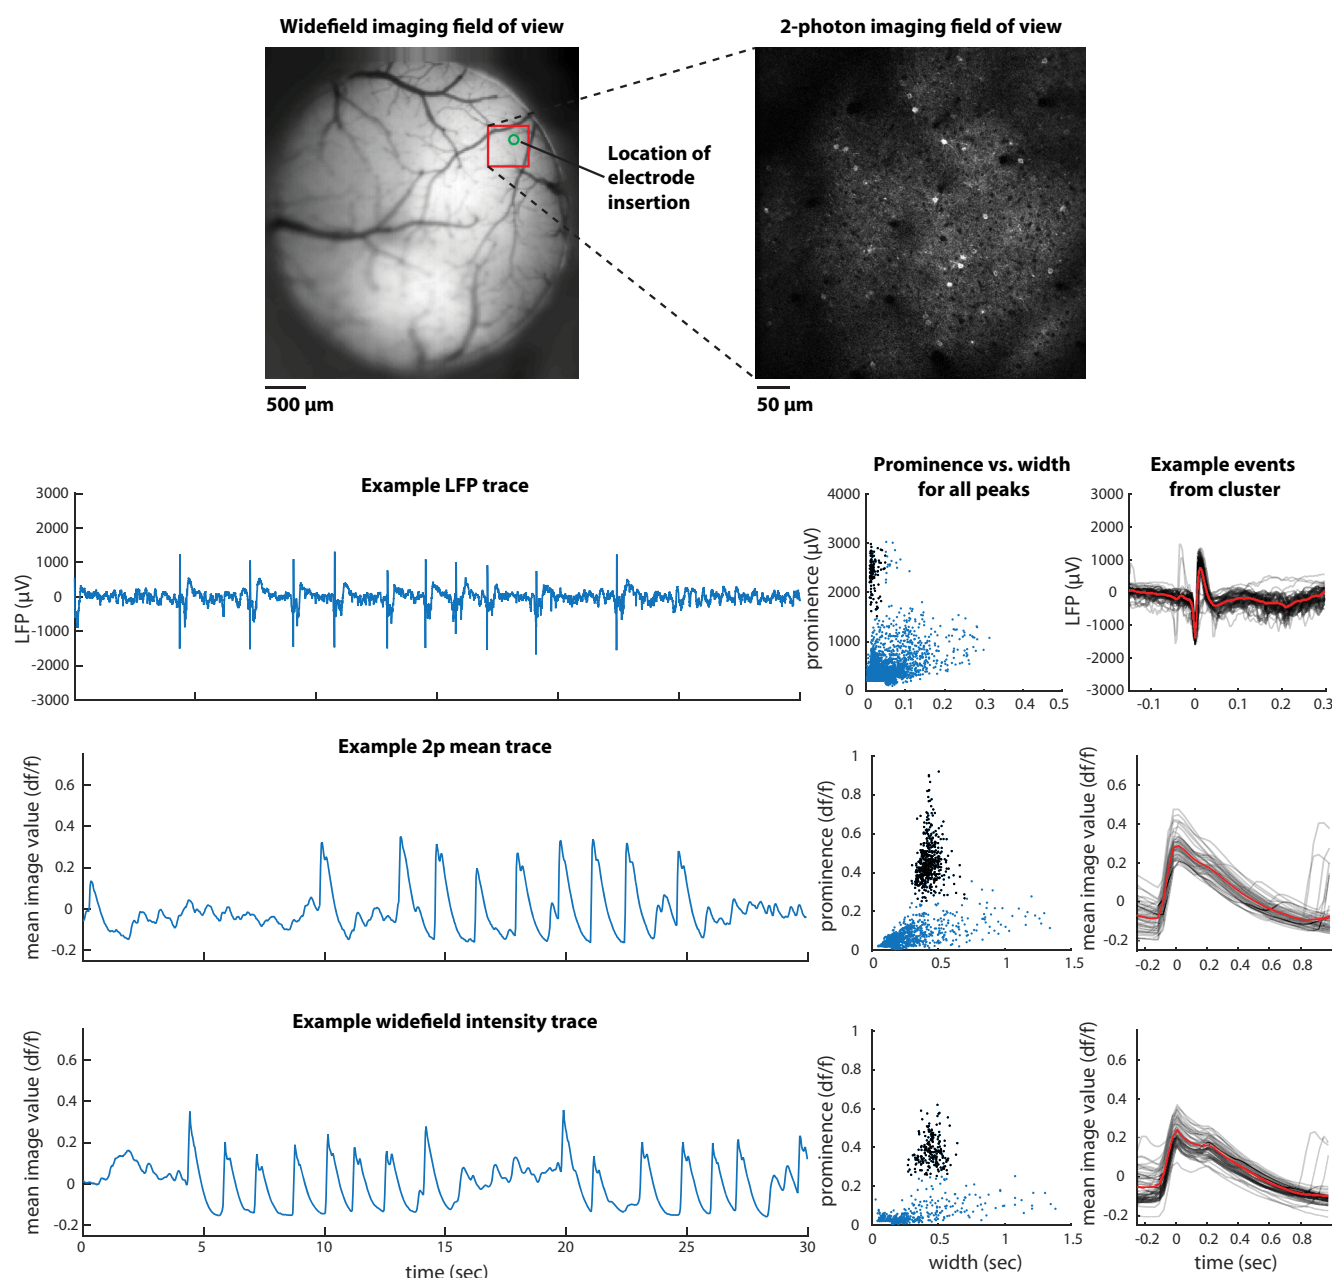 Widefield imaging field of view
2-photon imaging field of view
Location of
electrode
insertion
500 µm
50 µm
Example LFP trace
Prominence vs. width
for all peaks
Example events
from cluster
LFP (µV)
3000
2000
1000
0
-1000
-2000
-3000
prominence (µV)
4000
3000
2000
1000
0
0 0.1 0.2 0.3 0.4 0.5
LFP (µV)
3000
2000
1000
0
-1000
-2000
-3000
-0.1 0 0.1 0.2 0.3
Example 2p mean trace
mean image value (df/f)
0.6
0.4
0.2
0
-0.2
prominence (df/f)
1
0.8
0.6
0.4
0.2
0
0 0.5 1 1.5
mean image value (df/f)
0.6
0.4
0.2
0
-0.2
-0.2 0 0.2 0.4 0.6 0.8
Example widefield intensity trace
mean image value (df/f)
0.6
0.4
0.2
0
-0.2
0 5 10 15 20 25 30
time (sec)
prominence (df/f)
1
0.8
0.6
0.4
0.2
0
0 0.5 1 1.5
width (sec)
mean image value (df/f)
0.6
0.4
0.2
0
-0.2
-0.2 0 0.2 0.4 0.6 0.8
time (sec)